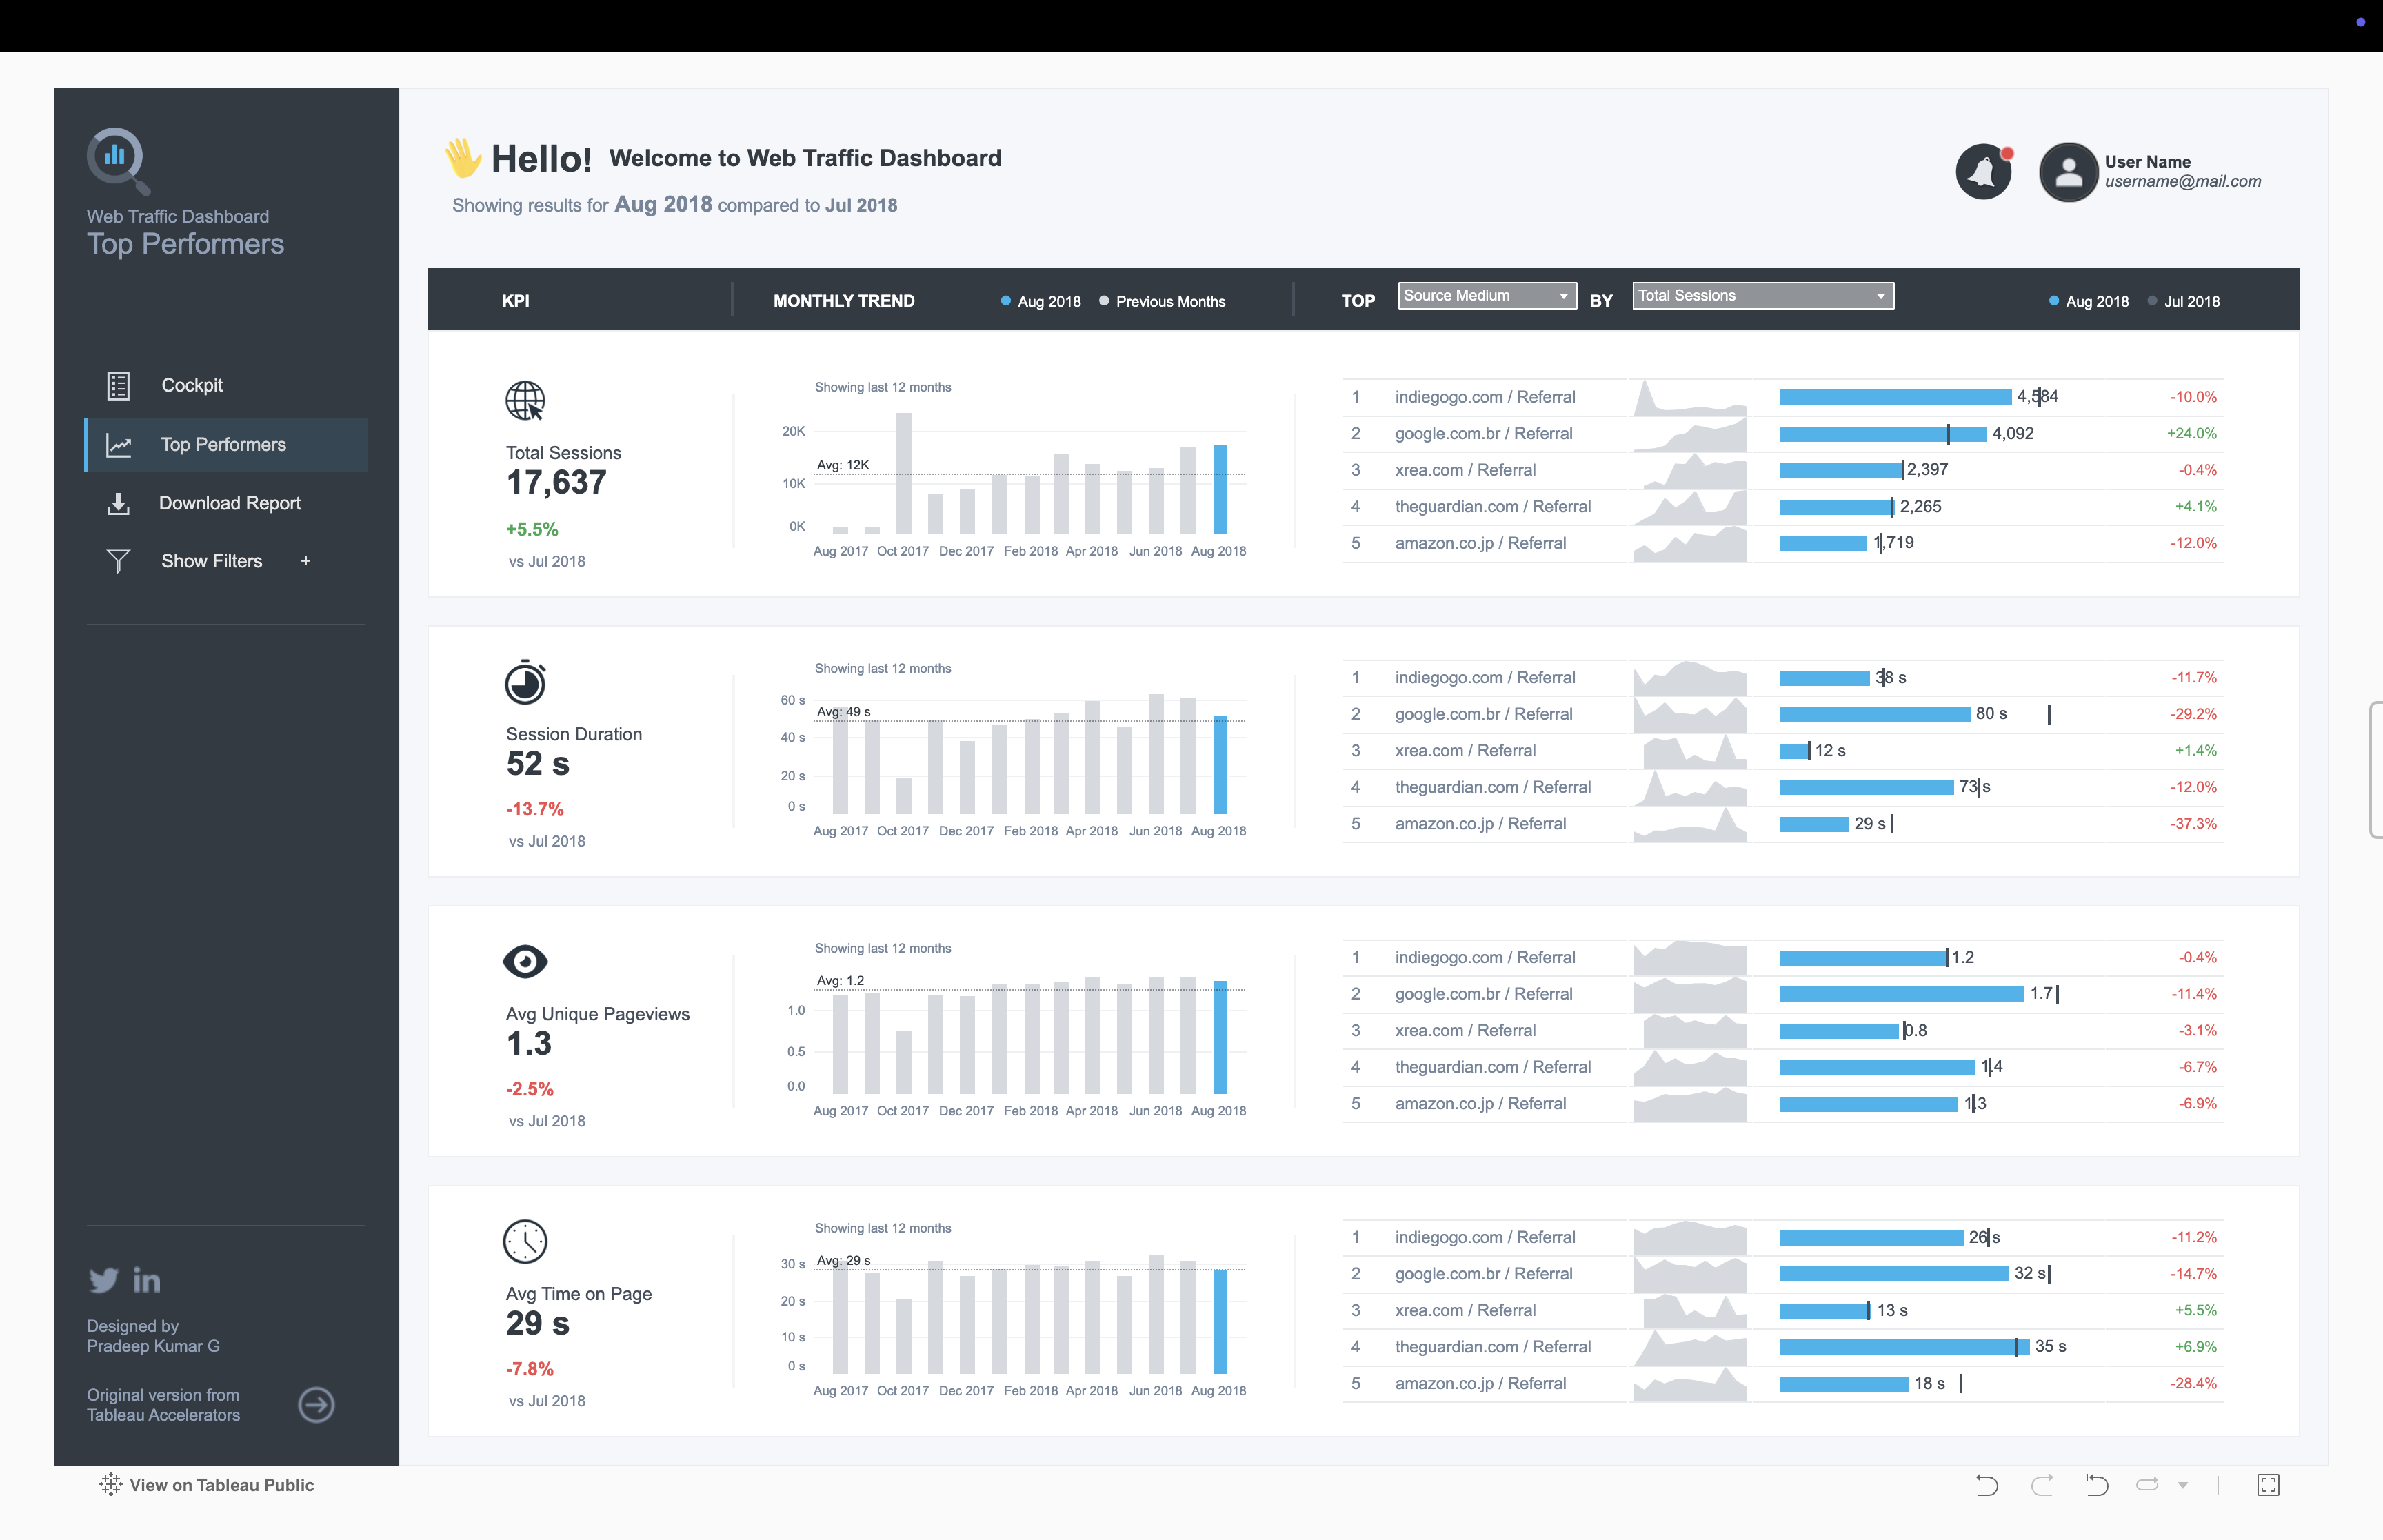 Web Traffic Dashboard
Top Performers
Cockpit
Top Performers
Download Report
Show Filters +
Designed by
Pradeep Kumar G
Original version from
Tableau Accelerators
👋 Hello! Welcome to Web Traffic Dashboard
Showing results for Aug 2018 compared to Jul 2018
User Name
username@mail.com
KPI
MONTHLY TREND
Aug 2018 Previous Months
TOP Source Medium BY Total Sessions
Aug 2018 Jul 2018
Total Sessions
17,637
+5.5%
vs Jul 2018
Showing last 12 months
20K
Avg: 12K
10K
0K
Aug 2017 Oct 2017 Dec 2017 Feb 2018 Apr 2018 Jun 2018 Aug 2018
1 indiegogo.com / Referral 4,584 -10.0%
2 google.com.br / Referral 4,092 +24.0%
3 xrea.com / Referral 2,397 -0.4%
4 theguardian.com / Referral 2,265 +4.1%
5 amazon.co.jp / Referral 1,719 -12.0%
Session Duration
52 s
-13.7%
vs Jul 2018
Showing last 12 months
60 s
Avg: 49 s
40 s
20 s
0 s
Aug 2017 Oct 2017 Dec 2017 Feb 2018 Apr 2018 Jun 2018 Aug 2018
1 indiegogo.com / Referral 38 s -11.7%
2 google.com.br / Referral 80 s -29.2%
3 xrea.com / Referral 12 s +1.4%
4 theguardian.com / Referral 73 s -12.0%
5 amazon.co.jp / Referral 29 s -37.3%
Avg Unique Pageviews
1.3
-2.5%
vs Jul 2018
Showing last 12 months
Avg: 1.2
1.0
0.5
0.0
Aug 2017 Oct 2017 Dec 2017 Feb 2018 Apr 2018 Jun 2018 Aug 2018
1 indiegogo.com / Referral 1.2 -0.4%
2 google.com.br / Referral 1.7 -11.4%
3 xrea.com / Referral 0.8 -3.1%
4 theguardian.com / Referral 1.4 -6.7%
5 amazon.co.jp / Referral 1.3 -6.9%
Avg Time on Page
29 s
-7.8%
vs Jul 2018
Showing last 12 months
30 s
Avg: 29 s
20 s
10 s
0 s
Aug 2017 Oct 2017 Dec 2017 Feb 2018 Apr 2018 Jun 2018 Aug 2018
1 indiegogo.com / Referral 26 s -11.2%
2 google.com.br / Referral 32 s -14.7%
3 xrea.com / Referral 13 s +5.5%
4 theguardian.com / Referral 35 s +6.9%
5 amazon.co.jp / Referral 18 s -28.4%
View on Tableau Public